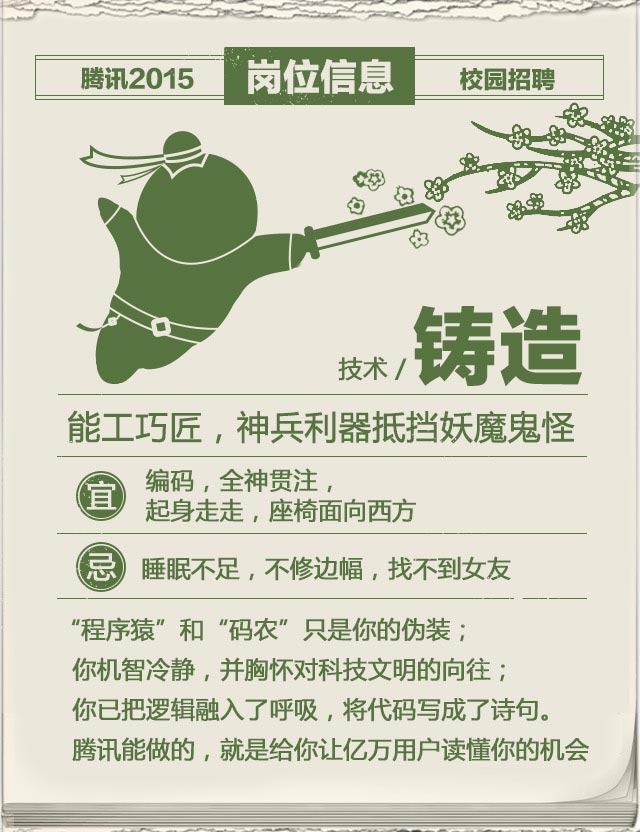 腾讯2015 岗位信息 校园招聘
技术/铸造
能工巧匠，神兵利器抵挡妖魔鬼怪
宜
编码，全神贯注，
起身走走，座椅面向西方
忌
睡眠不足，不修边幅，找不到女友
“程序猿”和“码农”只是你的伪装；
你机智冷静，并胸怀对科技文明的向往；
你已把逻辑融入了呼吸，将代码写成了诗句。
腾讯能做的，就是给你让亿万用户读懂你的机会